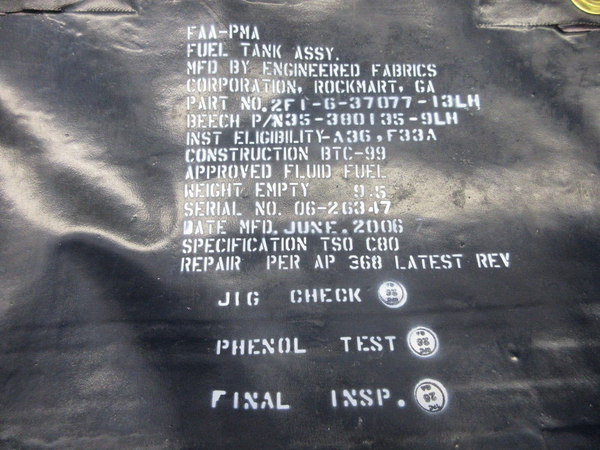 FAA-PMA
FUEL TANK ASSY.
MFD BY ENGINEERED FABRICS
CORPORATION, ROCKMART, GA
PART NO. 2F1-6-37077-13LH
BEECH P/N35-380135-9LH
INST ELIGIBILITY-A36, F33A
CONSTRUCTION BTC-99
APPROVED FLUID FUEL
WEIGHT EMPTY 9.5
SERIAL NO. 06-26347
DATE MFD. JUNE. 2006
SPECIFICATION TSO C80
REPAIR PER AP 368 LATEST REV
JIG CHECK 26
PHENOL TEST 26
FINAL INSP. 26